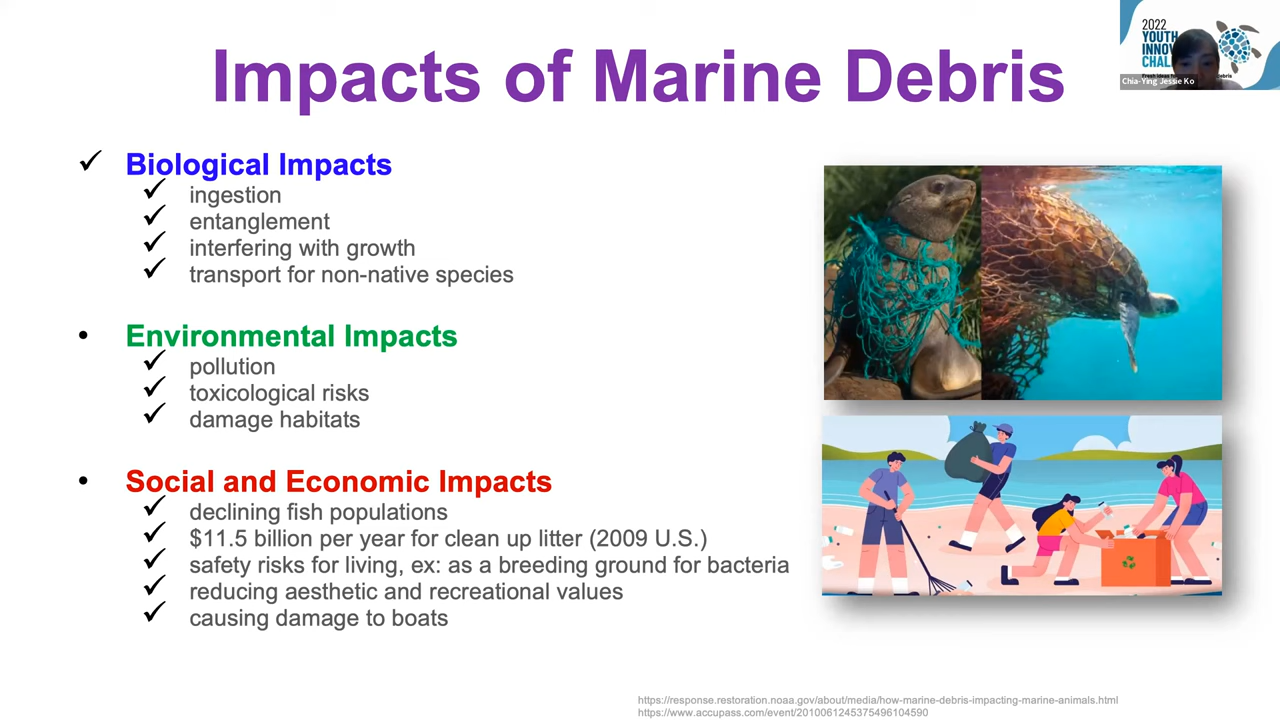 Impacts of Marine Debris
Biological Impacts
ingestion
entanglement
interfering with growth
transport for non-native species
Environmental Impacts
pollution
toxicological risks
damage habitats
Social and Economic Impacts
declining fish populations
$11.5 billion per year for clean up litter (2009 U.S.)
safety risks for living, ex: as a breeding ground for bacteria
reducing aesthetic and recreational values
causing damage to boats
https://response.restoration.noaa.gov/about/media/how-marine-debris-impacting-marine-animals.html
https://www.accupass.com/event/2010061245375496104590
2022
YOUTH
Fresh Ideas
Chia-Ying Jessie Ko